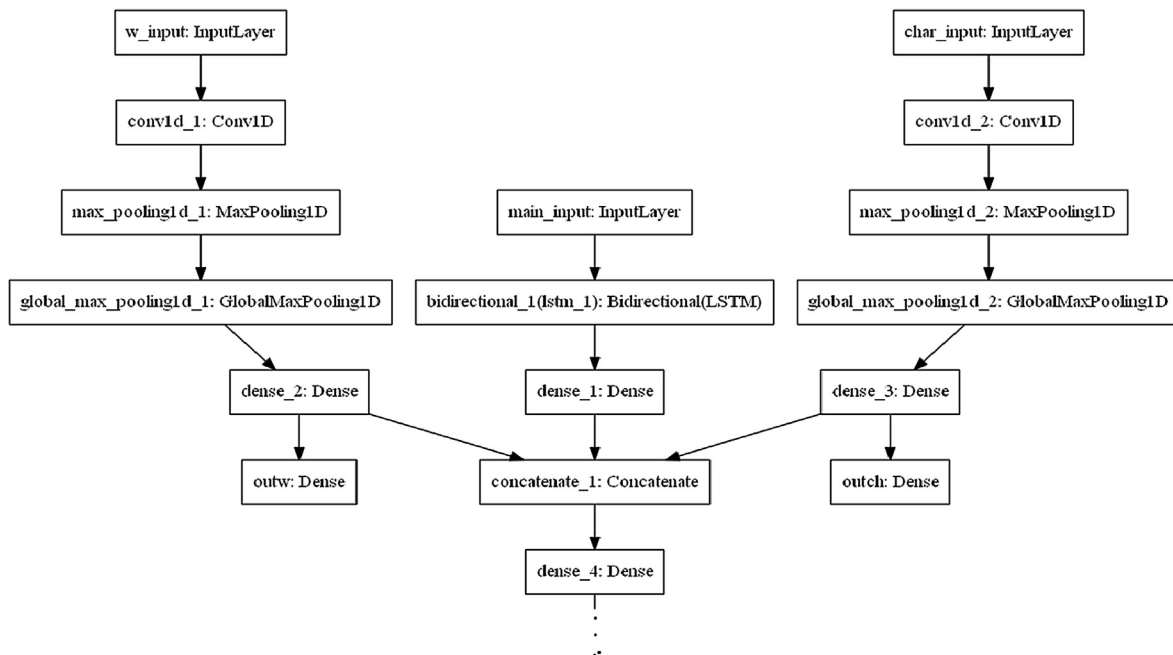 w_input: InputLayer
char_input: InputLayer
conv1d_1: Conv1D
conv1d_2: Conv1D
max_pooling1d_1: MaxPooling1D
main_input: InputLayer
max_pooling1d_2: MaxPooling1D
global_max_pooling1d_1: GlobalMaxPooling1D
bidirectional_1(lstm_1): Bidirectional(LSTM)
global_max_pooling1d_2: GlobalMaxPooling1D
dense_2: Dense
dense_1: Dense
dense_3: Dense
outw: Dense
concatenate_1: Concatenate
outch: Dense
dense_4: Dense